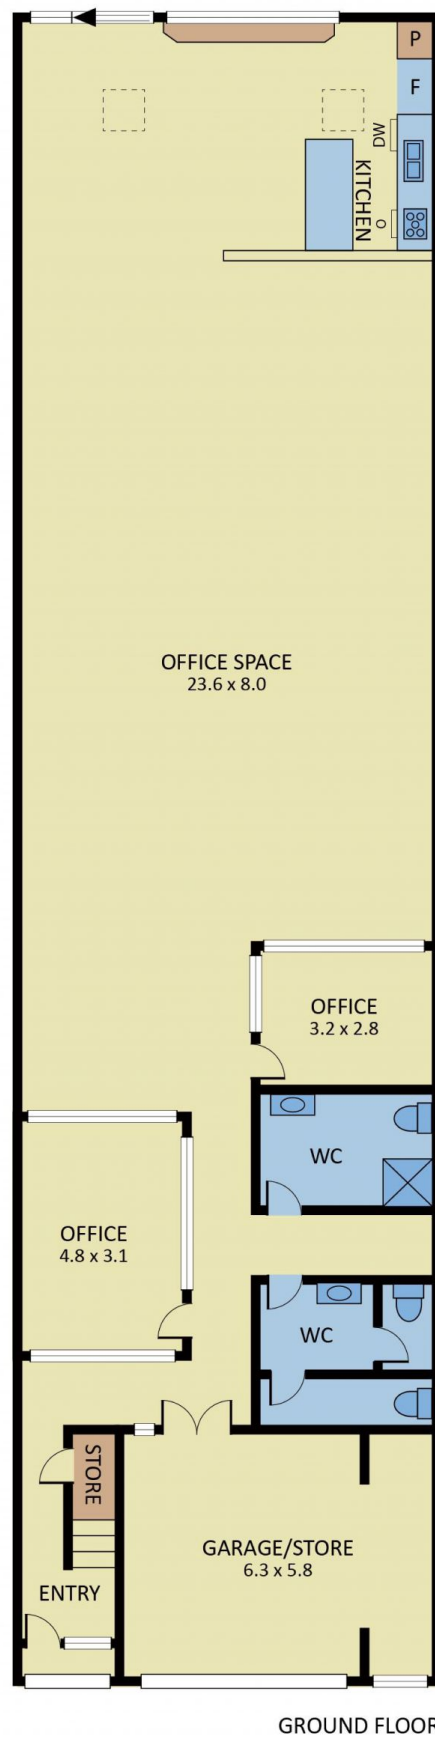 P
F
DW
KITCHEN
O
OFFICE SPACE
23.6 x 8.0
OFFICE
3.2 x 2.8
WC
OFFICE
4.8 x 3.1
WC
STORE
GARAGE/STORE
6.3 x 5.8
ENTRY
GROUND FLOOR